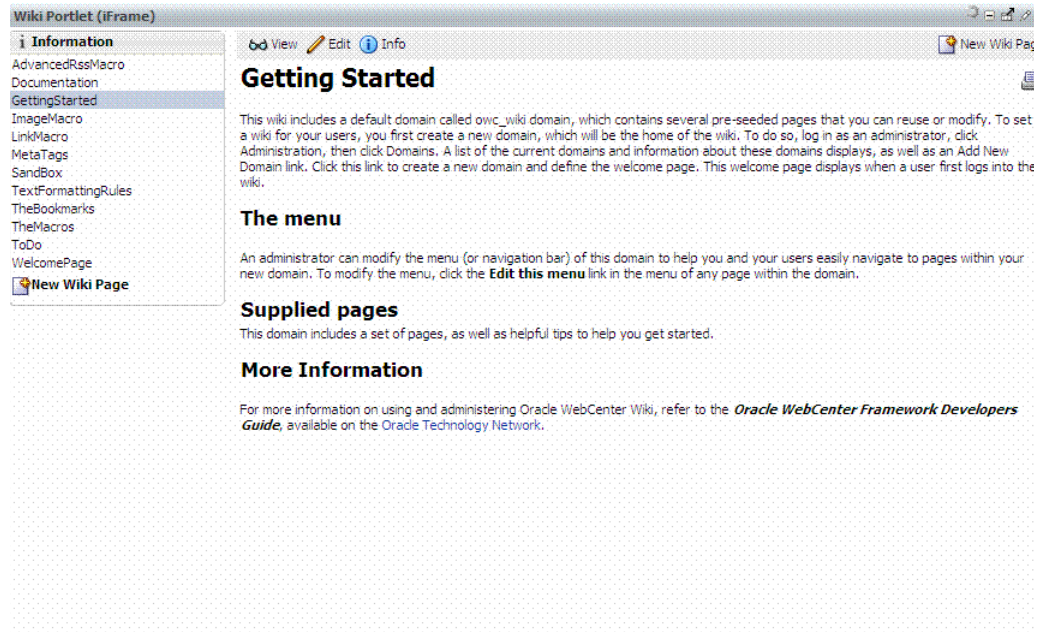 Wiki Portlet (iFrame)
i Information
AdvancedRssMacro
Documentation
GettingStarted
ImageMacro
LinkMacro
MetaTags
SandBox
TextFormattingRules
TheBookmarks
TheMacros
ToDo
WelcomePage
New Wiki Page
View Edit Info
New Wiki Pag
Getting Started
This wiki includes a default domain called owc_wiki domain, which contains several pre-seeded pages that you can reuse or modify. To set
a wiki for your users, you first create a new domain, which will be the home of the wiki. To do so, log in as an administrator, click
Administration, then click Domains. A list of the current domains and information about these domains displays, as well as an Add New
Domain link. Click this link to create a new domain and define the welcome page. This welcome page displays when a user first logs into the
wiki.
The menu
An administrator can modify the menu (or navigation bar) of this domain to help you and your users easily navigate to pages within your
new domain. To modify the menu, click the Edit this menu link in the menu of any page within the domain.
Supplied pages
This domain includes a set of pages, as well as helpful tips to help you get started.
More Information
For more information on using and administering Oracle WebCenter Wiki, refer to the Oracle WebCenter Framework Developers
Guide, available on the Oracle Technology Network.